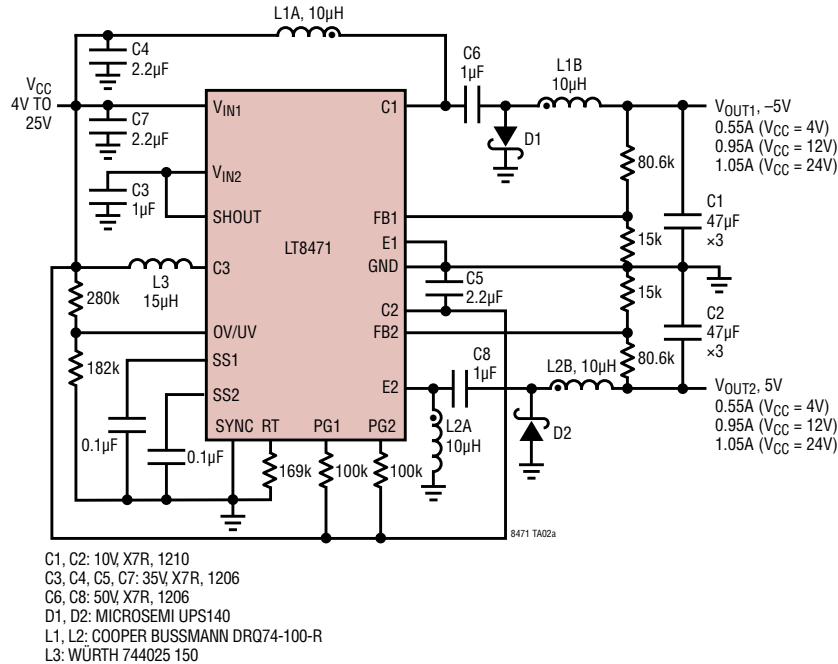 L1A, 10µH
C4
2.2µF
VCC
4V TO
25V
C7
2.2µF
C3
1µF
L3
15µH
280k
182k
0.1µF
0.1µF
VIN1
VIN2
SHOUT
C3
OV/UV
SS1
SS2
SYNC RT PG1 PG2
LT8471
C1
FB1
E1
GND
C2
FB2
E2
169k
100k
100k
C6
1µF
D1
L1B
10µH
80.6k
15k
15k
80.6k
C5
2.2µF
C8
1µF
L2A
10µH
D2
L2B, 10µH
C1
47µF
×3
C2
47µF
×3
VOUT1, –5V
0.55A (VCC = 4V)
0.95A (VCC = 12V)
1.05A (VCC = 24V)
VOUT2, 5V
0.55A (VCC = 4V)
0.95A (VCC = 12V)
1.05A (VCC = 24V)
8471 TA02a
C1, C2: 10V, X7R, 1210
C3, C4, C5, C7: 35V, X7R, 1206
C6, C8: 50V, X7R, 1206
D1, D2: MICROSEMI UPS140
L1, L2: COOPER BUSSMANN DRQ74-100-R
L3: WÜRTH 744025 150